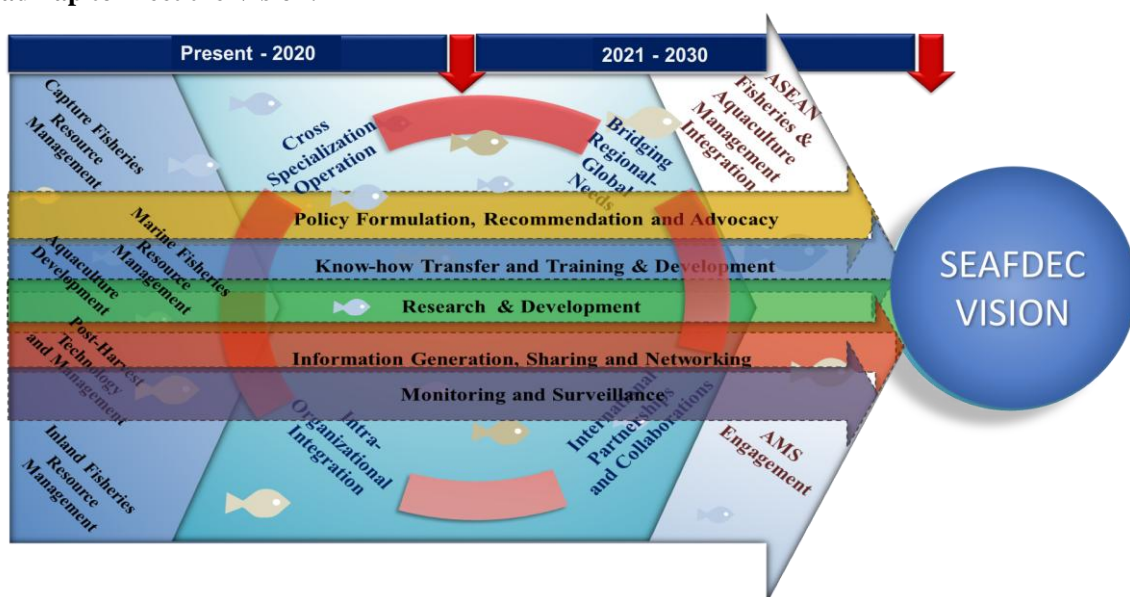 Present - 2020
2021 - 2030
Capture Fisheries
Resource
Management
Cross
Specialization
Operation
Bridging
Regional-
Global
Needs
ASEAN
Fisheries &
Aquaculture
Management
Integration
Policy Formulation, Recommendation and Advocacy
Marine Fisheries
Resource
Management
Aquaculture
Development
Know-how Transfer and Training & Development
Research & Development
SEAFDEC
VISION
Post-Harvest
Technology
and Management
Information Generation, Sharing and Networking
Monitoring and Surveillance
Inland Fisheries
Resource
Management
Intra-
Organizational
Integration
International
Partnerships
and Collaborations
AMS
Engagement